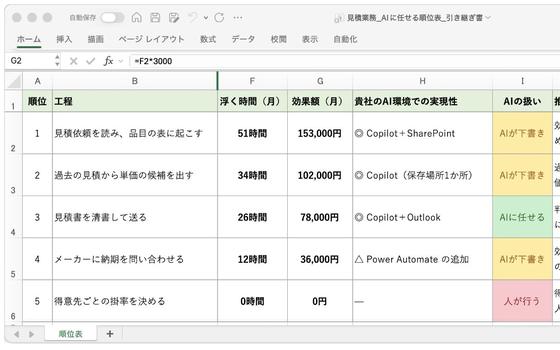 自動保存
見積業務_AIに任せる順位表_引き継ぎ書
ホーム 挿入 描画 ページ レイアウト 数式 データ 校閲 表示 自動化
G2 fx =F2*3000
A B F G H I
1 順位 工程 浮く時間（月） 効果額（月） 貴社のAI環境での実現性 AIの扱い
2 1 見積依頼を読み、品目の表に起こす 51時間 153,000円 ◎ Copilot＋SharePoint AIが下書き
3 2 過去の見積から単価の候補を出す 34時間 102,000円 ◎ Copilot（保存場所1か所） AIが下書き
4 3 見積書を清書して送る 26時間 78,000円 ◎ Copilot＋Outlook AIに任せる
5 4 メーカーに納期を問い合わせる 12時間 36,000円 △ Power Automate の追加 AIが下書き
6 5 得意先ごとの掛率を決める 0時間 0円 — 人が行う
順位表